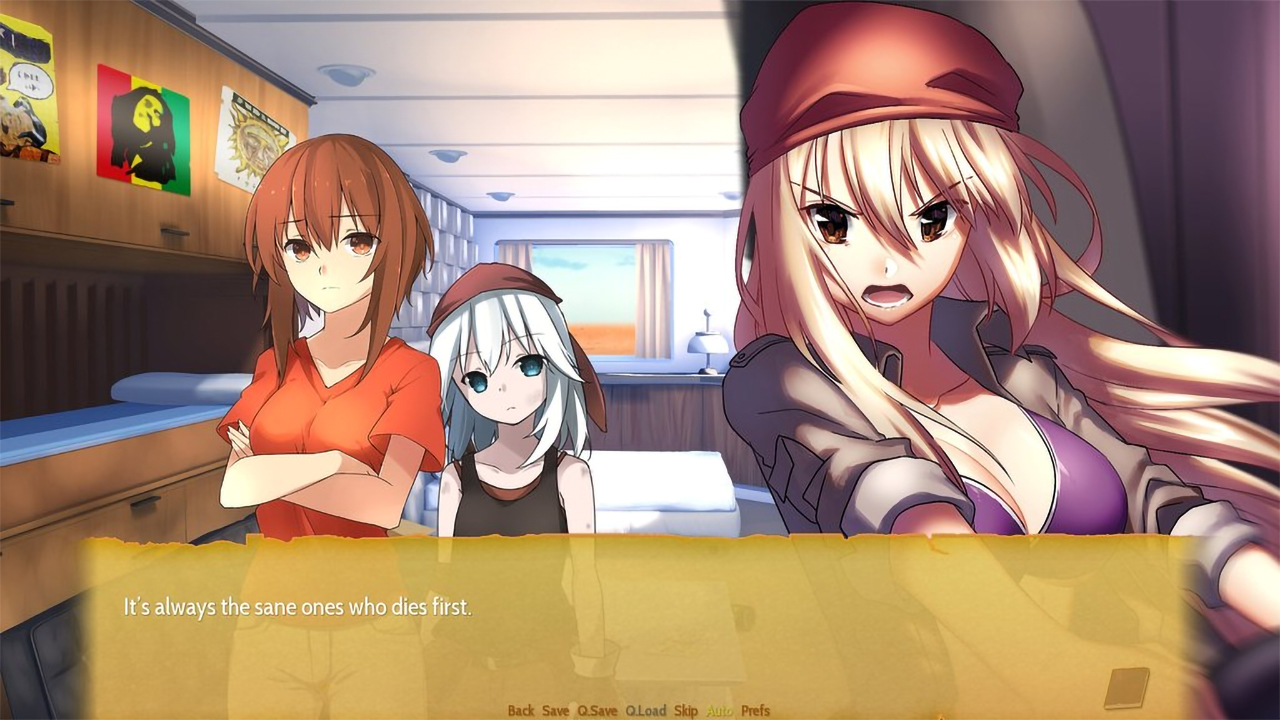 It's always the sane ones who dies first.
Back Save Q.Save Q.Load Skip Auto Prefs